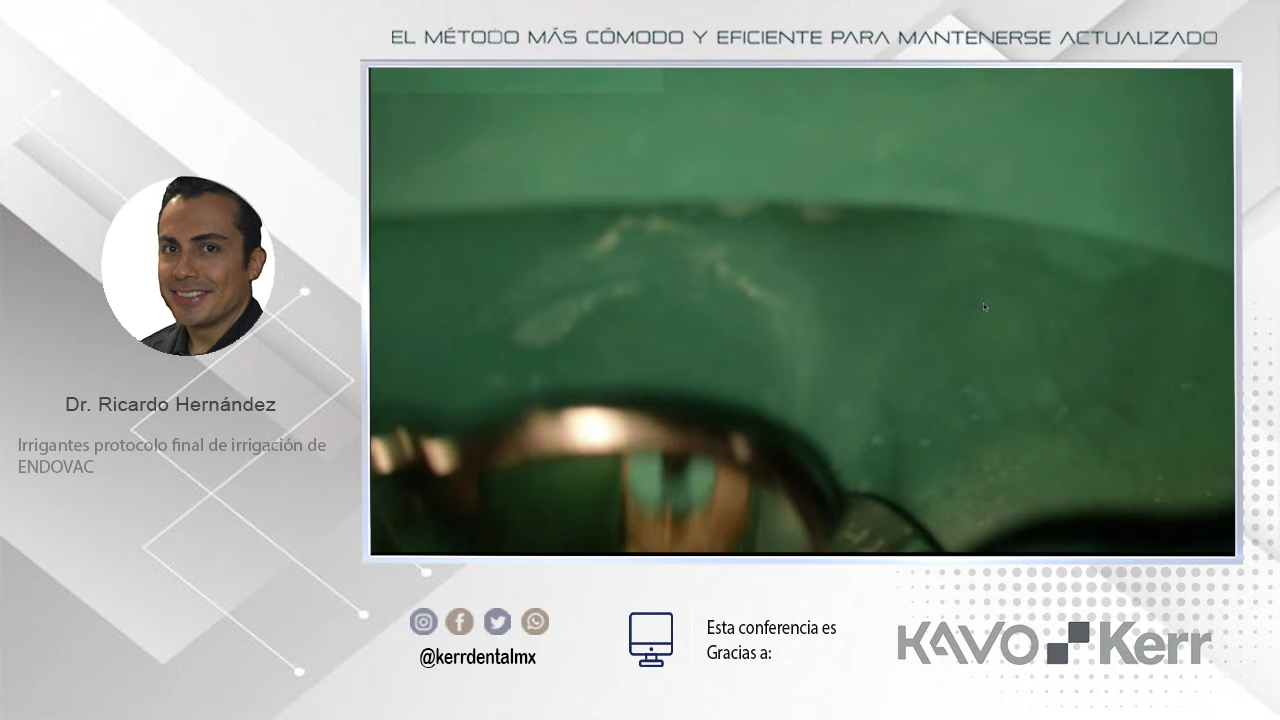 EL MÉTODO MÁS CÓMODO Y EFICIENTE PARA MANTENERSE ACTUALIZADO
Dr. Ricardo Hernández
Irrigantes protocolo final de irrigación de
ENDOVAC
@kerrdentalmx
Esta conferencia es
Gracias a:
KAVO Kerr